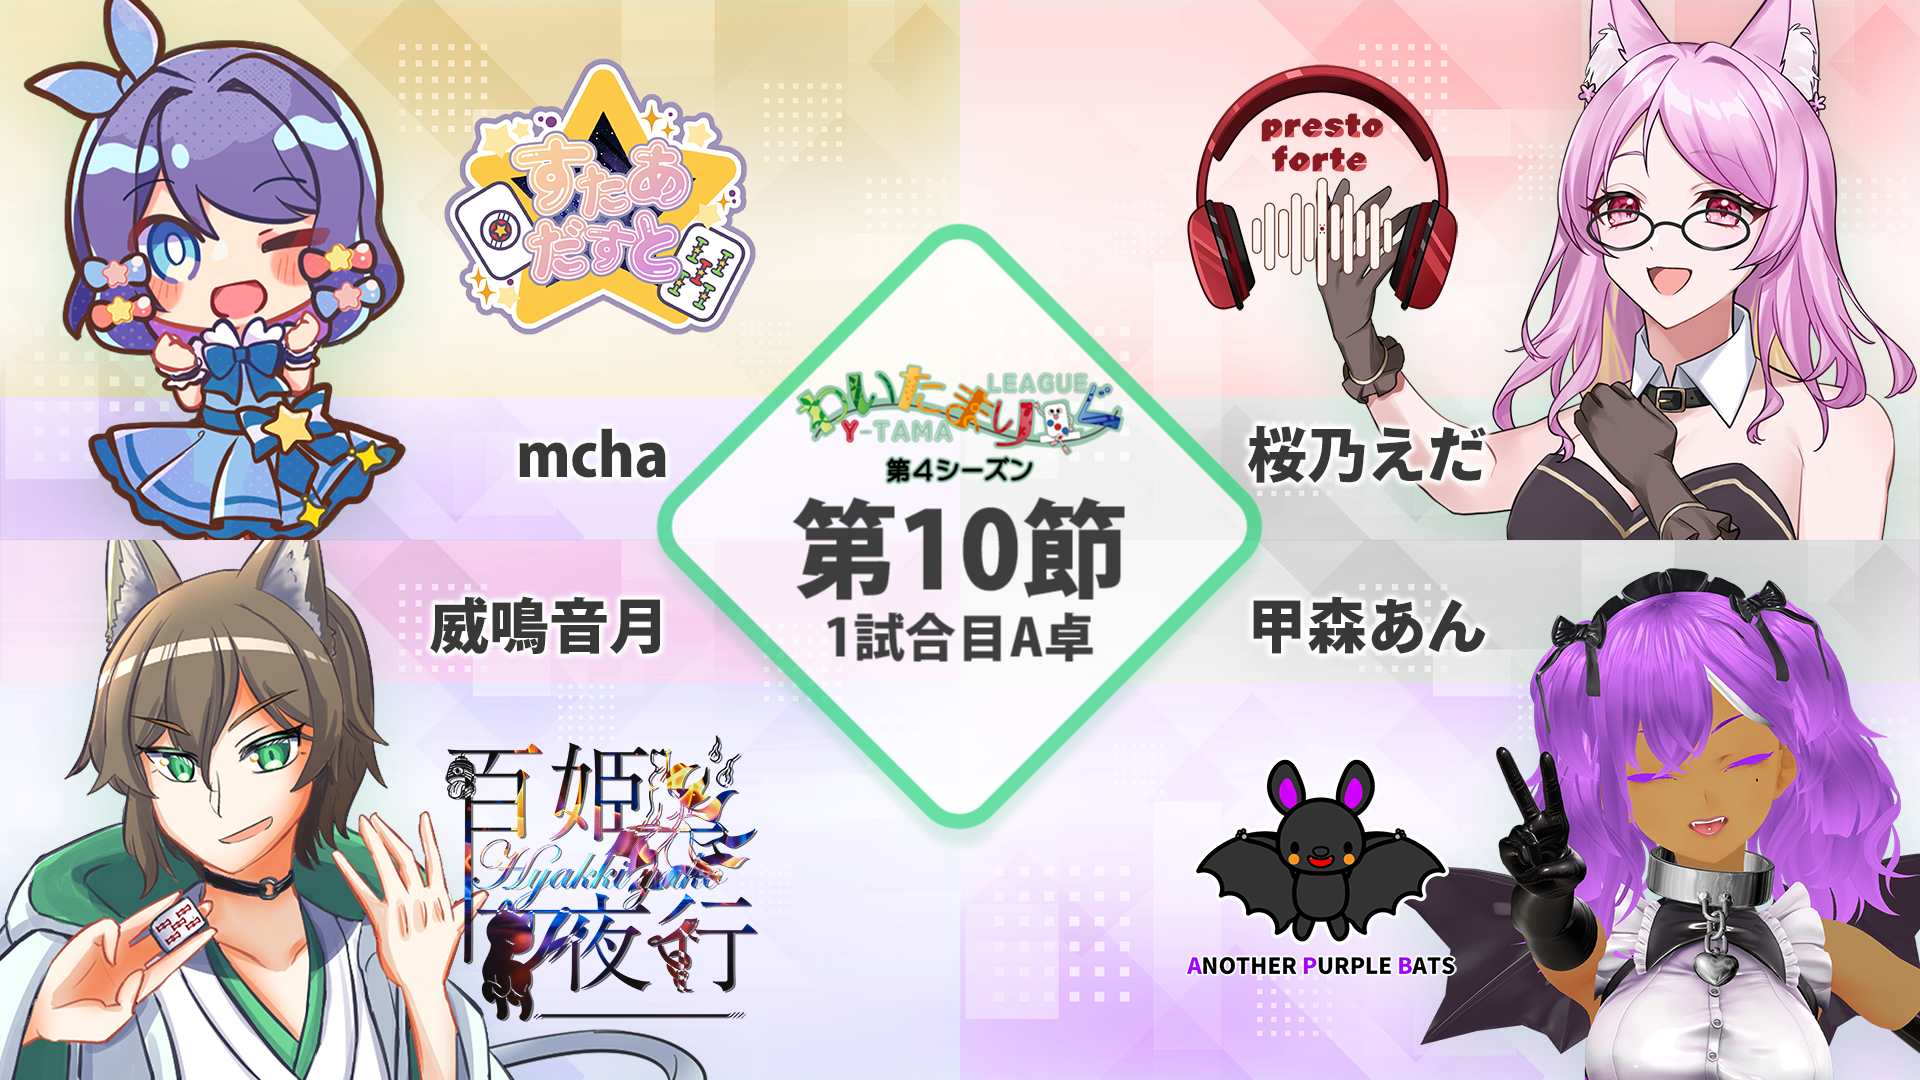 すたあ
だすと
mcha
presto
forte
桜乃えだ
わいたまりーぐ
LEAGUE
Y-TAMA
第4シーズン
第10節
1試合目A卓
威鳴音月
百姫
Hyakkiyako
夜行
甲森あん
ANOTHER PURPLE BATS